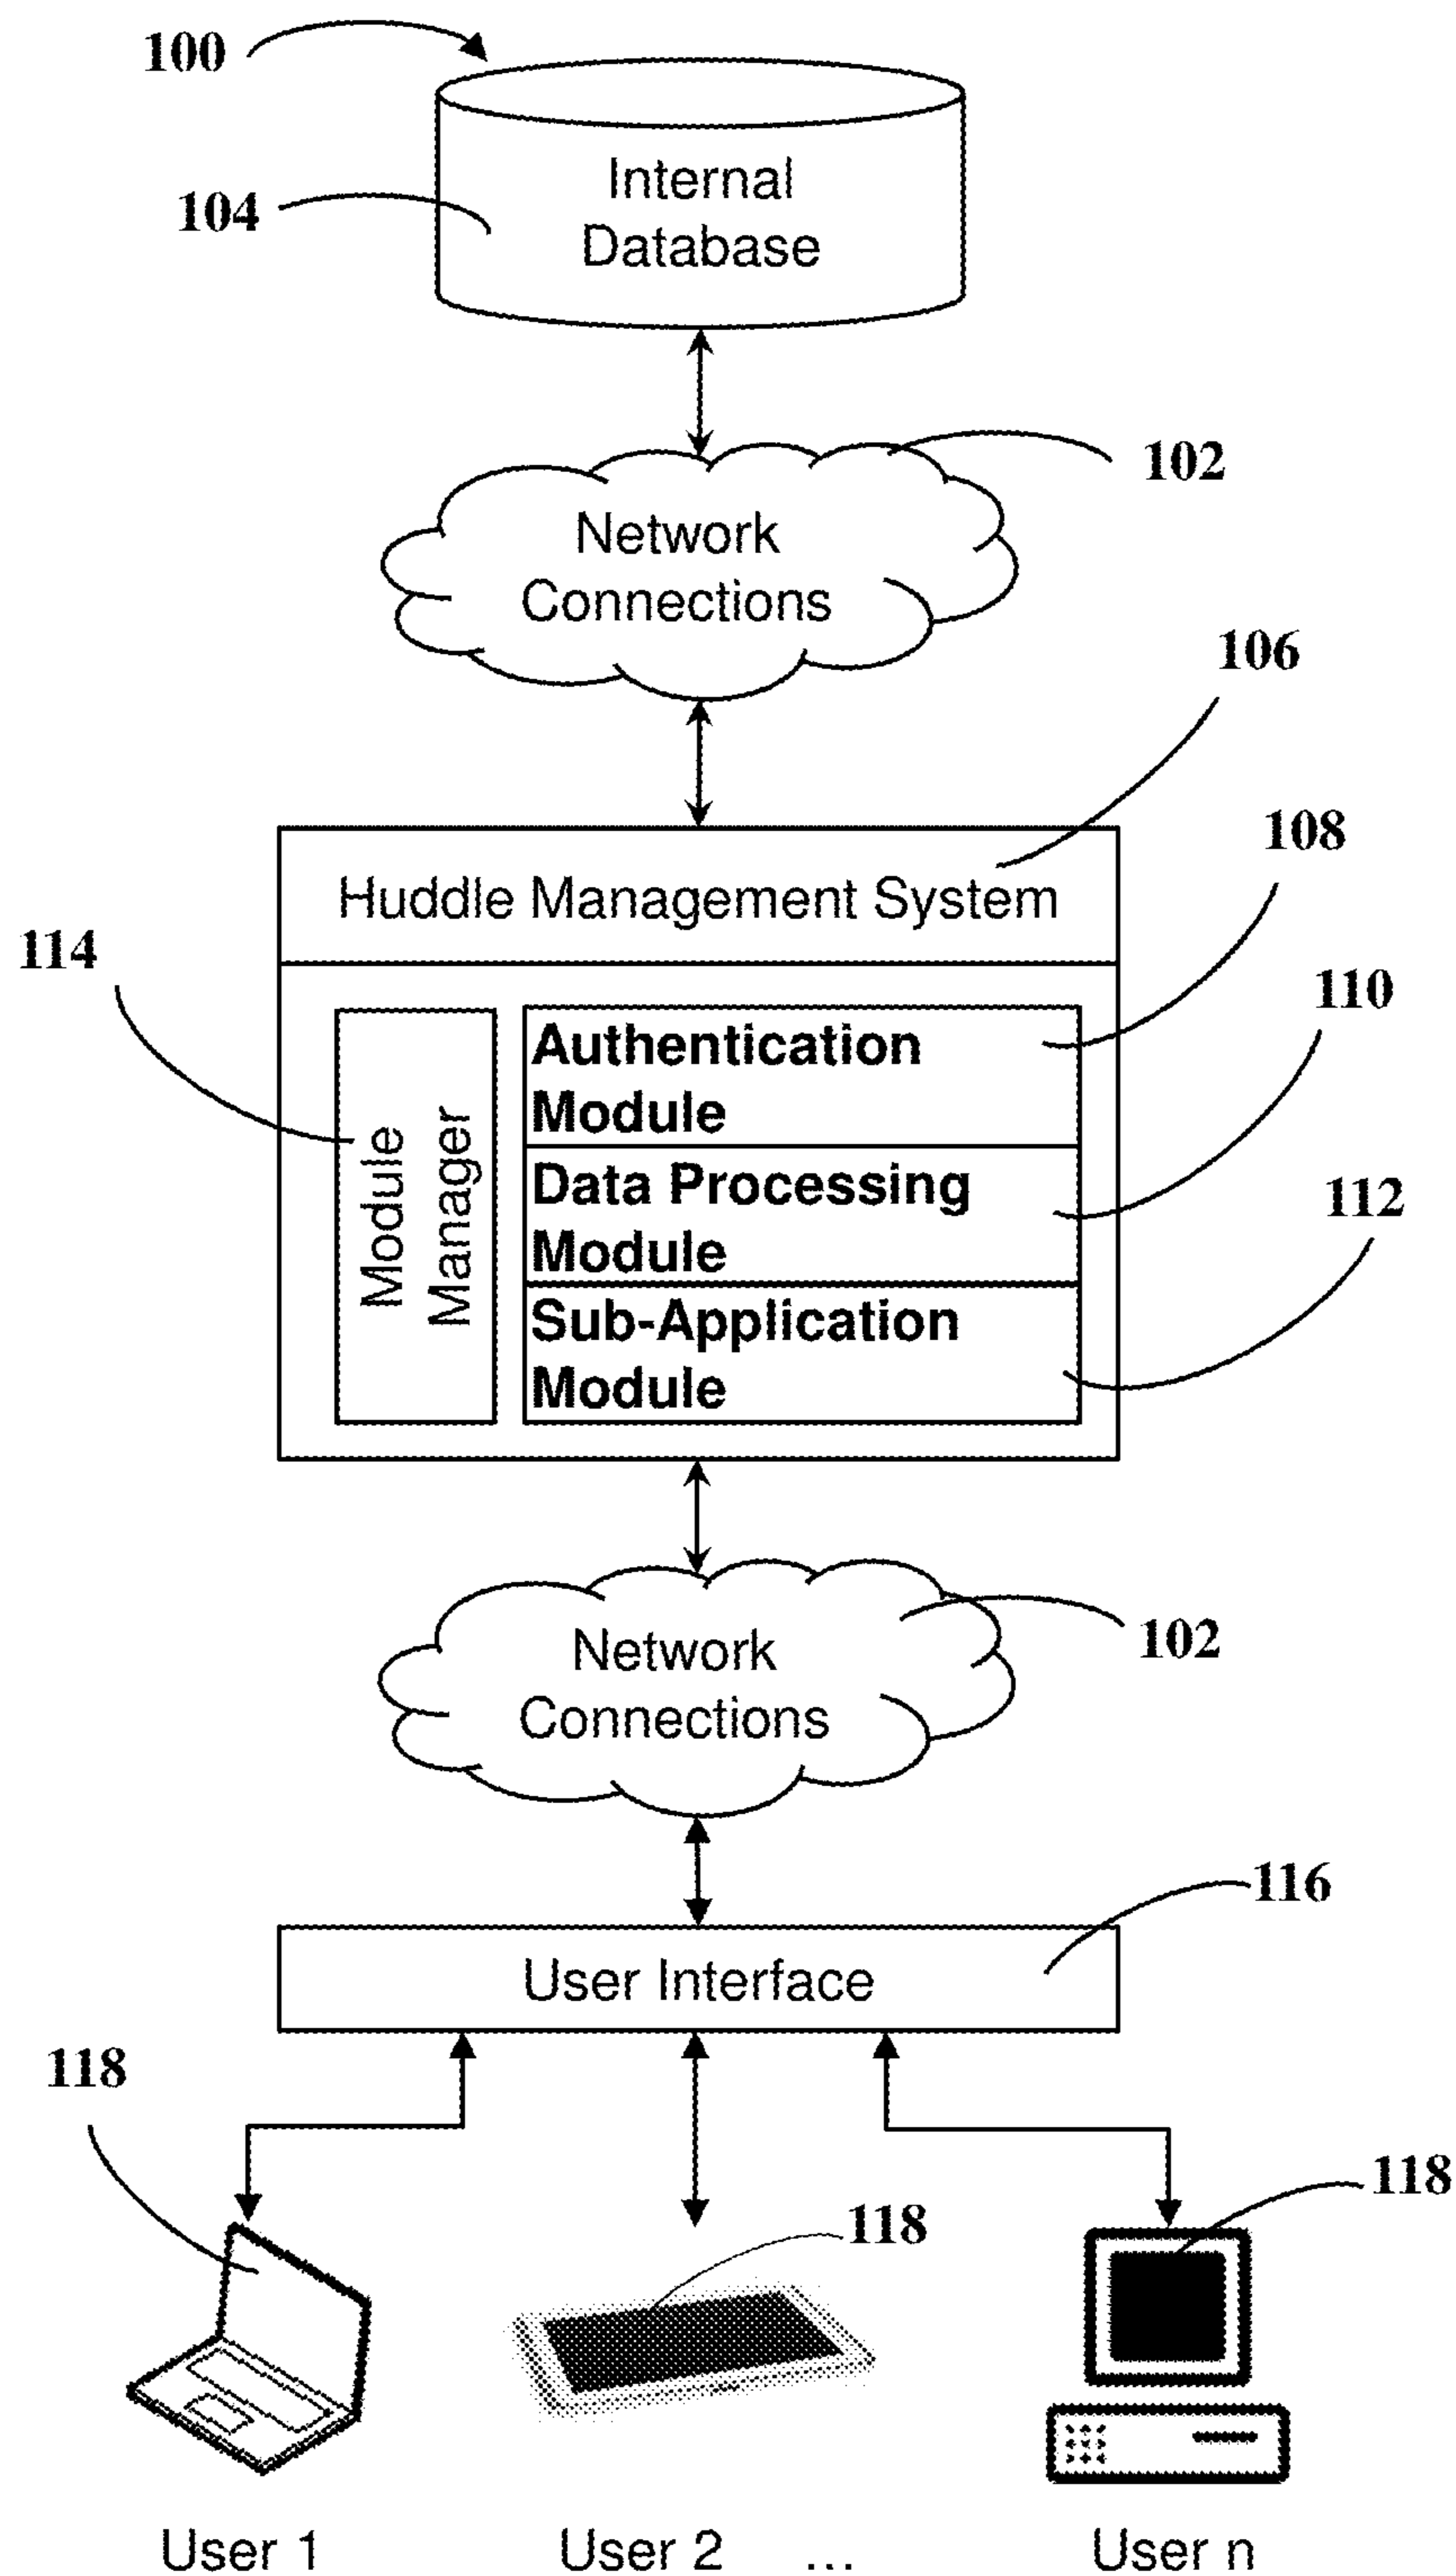 100
104
Internal
Database
102
Network
Connections
106
Huddle Management System
108
114
110
Authentication
Module
Module
Manager
Data Processing
Module
112
Sub-Application
Module
Network
Connections
102
116
User Interface
118
118
118
User 1
User 2
...
User n